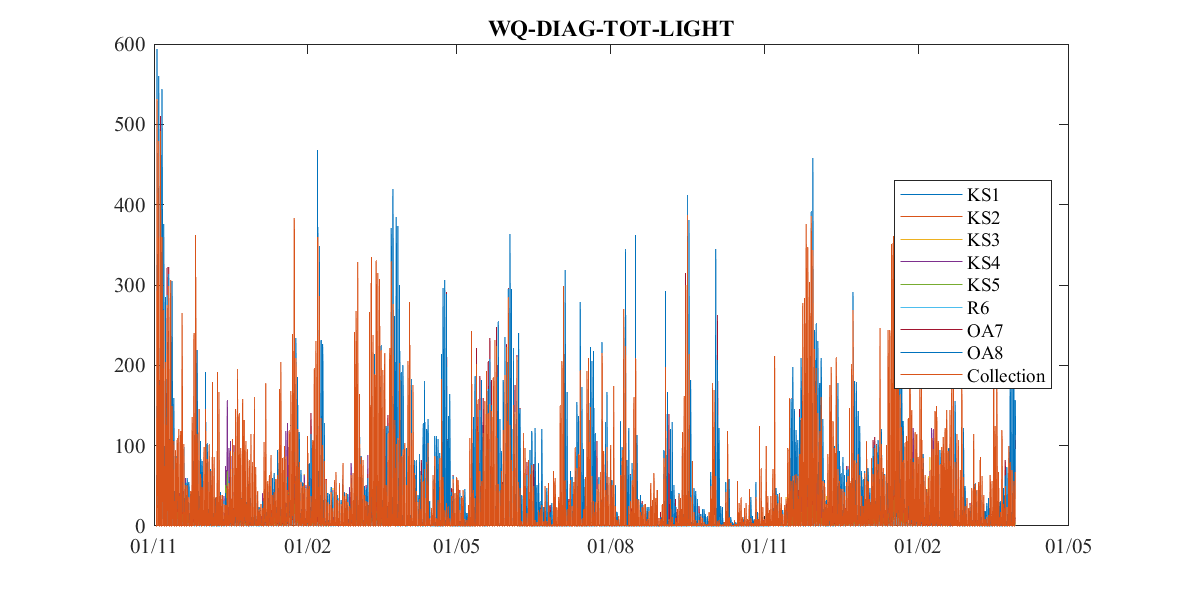 WQ-DIAG-TOT-LIGHT
600
500
400
300
200
100
0
KS1
KS2
KS3
KS4
KS5
R6
OA7
OA8
Collection
01/11
01/02
01/05
01/08
01/11
01/02
01/05